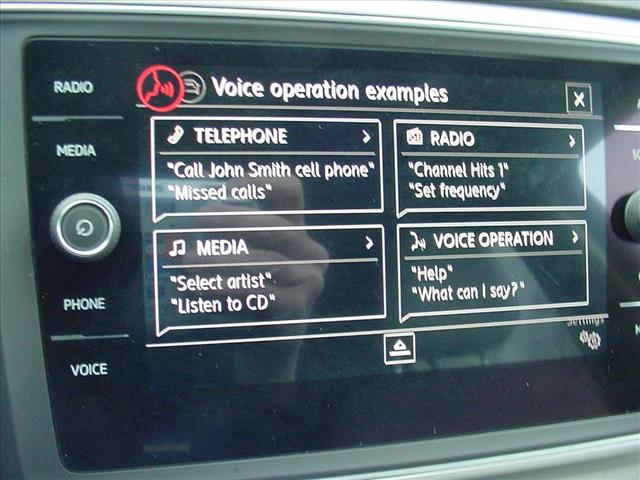 RADIO
MEDIA
PHONE
VOICE
Voice operation examples
TELEPHONE
"Call John Smith cell phone"
"Missed calls"
RADIO
"Channel Hits 1"
"Set frequency"
MEDIA
"Select artist"
"Listen to CD"
VOICE OPERATION
"Help"
"What can I say?"
Settings